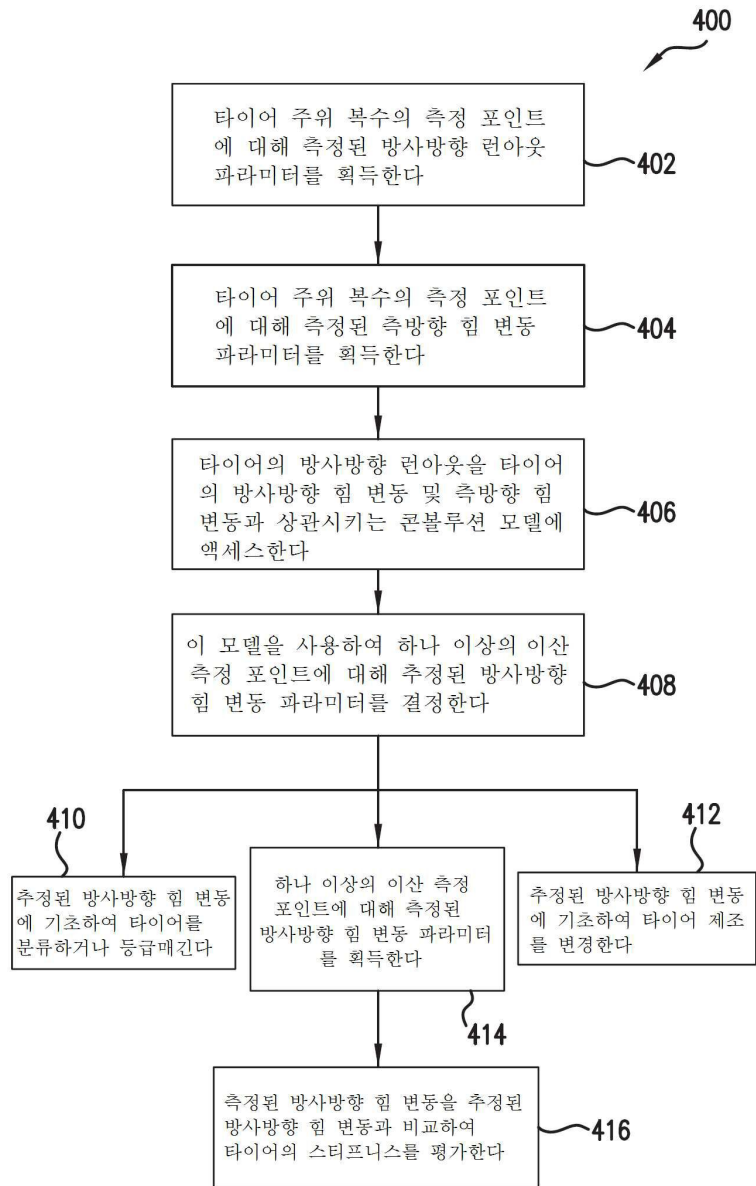 400
타이어 주위 복수의 측정 포인트
에 대해 측정된 방사방향 런아웃
파라미터를 획득한다
402
타이어 주위 복수의 측정 포인트
에 대해 측정된 측방향 힘 변동
파라미터를 획득한다
404
타이어의 방사방향 런아웃을 타이어
의 방사방향 힘 변동 및 측방향 힘
변동과 상관시키는 콘볼루션 모델에
액세스한다
406
이 모델을 사용하여 하나 이상의 이산
측정 포인트에 대해 추정된 방사방향
힘 변동 파라미터를 결정한다
408
410
추정된 방사방향 힘 변동
에 기초하여 타이어를
분류하거나 등급매긴다
하나 이상의 이산 측정
포인트에 대해 측정된
방사방향 힘 변동 파라미터
를 획득한다
414
412
추정된 방사방향 힘 변동
에 기초하여 타이어 제조
를 변경한다
측정된 방사방향 힘 변동을 추정된
방사방향 힘 변동과 비교하여
타이어의 스티프니스를 평가한다
416